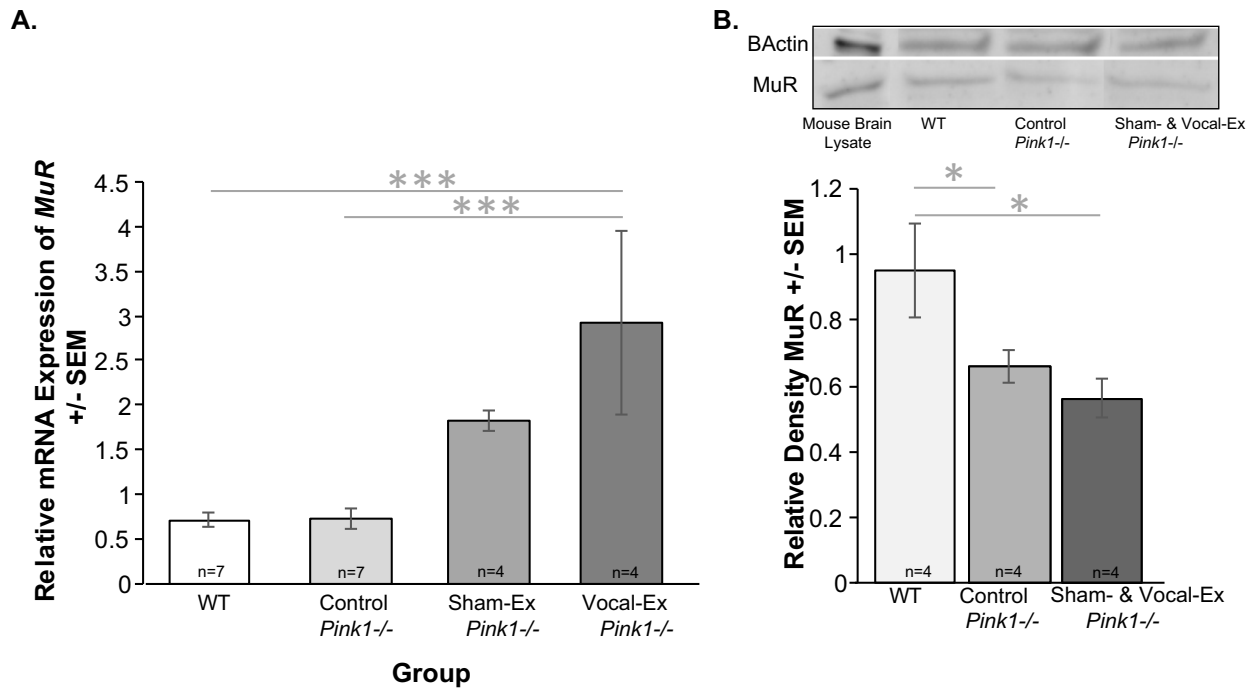 A.
Relative mRNA Expression of MuR
+/- SEM
4.5
4
3.5
3
2.5
2
1.5
1
0.5
0
***
***
n=7
n=7
n=4
n=4
WT
Control
Pink1-/-
Sham-Ex
Pink1-/-
Vocal-Ex
Pink1-/-
Group
B.
BActin
MuR
Mouse Brain
Lysate
WT
Control
Pink1-/-
Sham- & Vocal-Ex
Pink1-/-
Relative Density MuR +/- SEM
1.2
1
0.8
0.6
0.4
0.2
0
*
*
n=4
n=4
n=4
WT
Control
Pink1-/-
Sham- & Vocal-Ex
Pink1-/-